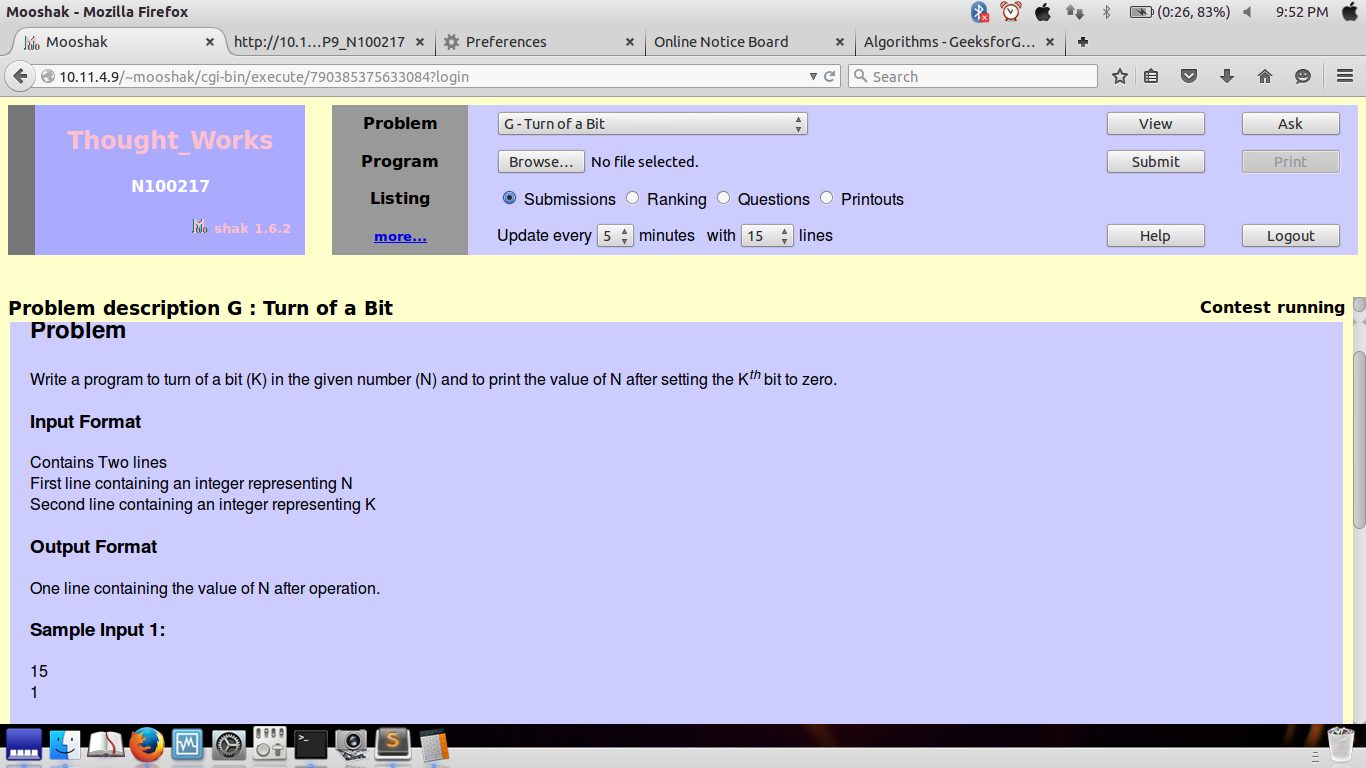 Mooshak - Mozilla Firefox
(0:26, 83%)
9:52 PM
Mooshak
http://10.1...P9_N100217
Preferences
Online Notice Board
Algorithms - GeeksforG...
10.11.4.9/~mooshak/cgi-bin/execute/790385375633084?login
Search
Thought_Works
N100217
shak 1.6.2
Problem
G - Turn of a Bit
View
Ask
Program
Browse...
No file selected.
Submit
Print
Listing
Submissions
Ranking
Questions
Printouts
more...
Update every 5 minutes with 15 lines
Help
Logout
Problem description G : Turn of a Bit
Contest running
Problem
Write a program to turn of a bit (K) in the given number (N) and to print the value of N after setting the Kth bit to zero.
Input Format
Contains Two lines
First line containing an integer representing N
Second line containing an integer representing K
Output Format
One line containing the value of N after operation.
Sample Input 1:
15
1